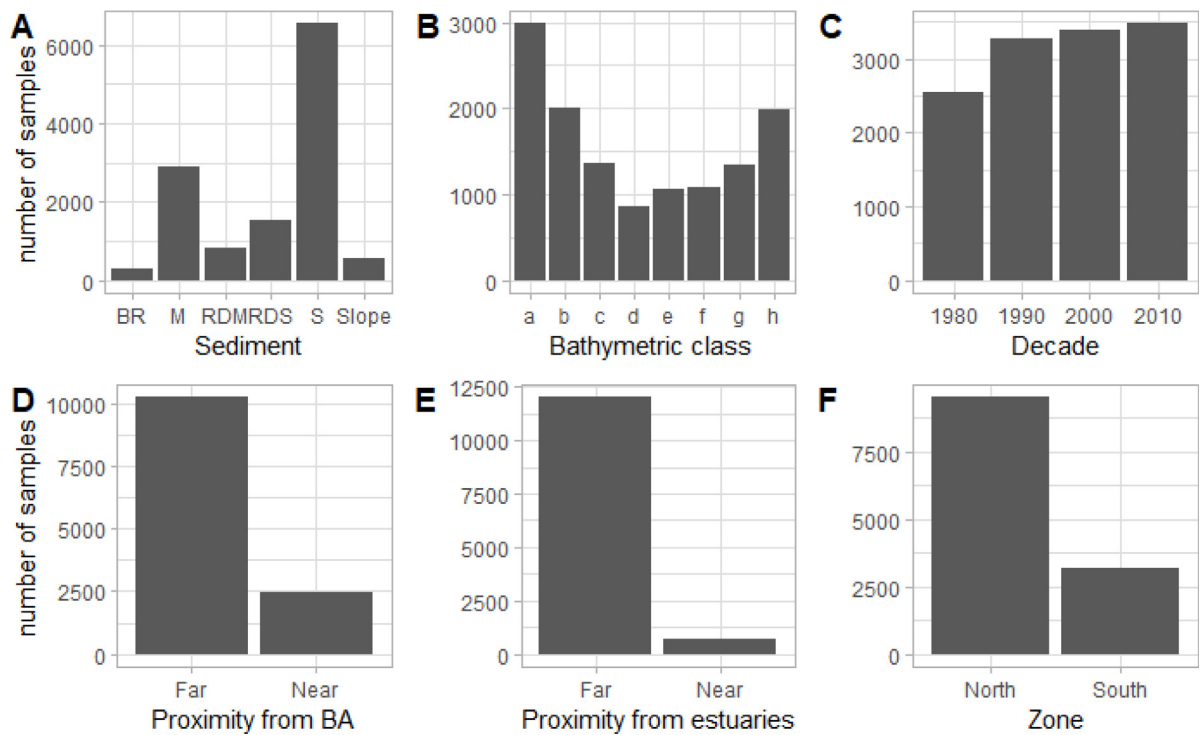 A
number of samples
6000
4000
2000
0
BR M RDM RDS S Slope
Sediment
B
3000
2000
1000
0
a b c d e f g h
Bathymetric class
C
3000
2000
1000
0
1980 1990 2000 2010
Decade
D
number of samples
10000
7500
5000
2500
0
Far Near
Proximity from BA
E
12500
10000
7500
5000
2500
0
Far Near
Proximity from estuaries
F
7500
5000
2500
0
North South
Zone